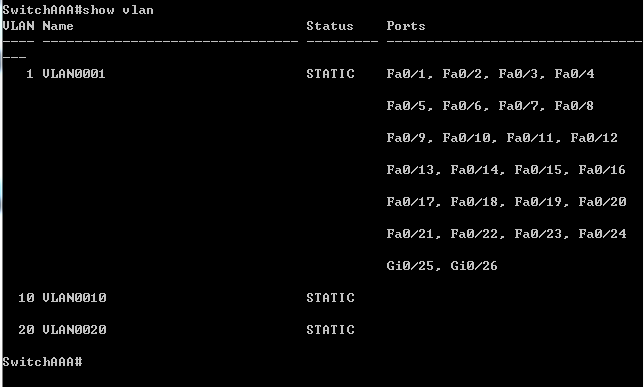 SwitchAAA#show vlan
VLAN Name                             Status    Ports
---- -------------------------------- --------- --------------------------------
---
   1 VLAN0001                         STATIC    Fa0/1, Fa0/2, Fa0/3, Fa0/4
                                                Fa0/5, Fa0/6, Fa0/7, Fa0/8
                                                Fa0/9, Fa0/10, Fa0/11, Fa0/12
                                                Fa0/13, Fa0/14, Fa0/15, Fa0/16
                                                Fa0/17, Fa0/18, Fa0/19, Fa0/20
                                                Fa0/21, Fa0/22, Fa0/23, Fa0/24
                                                Gi0/25, Gi0/26
  10 VLAN0010                         STATIC
  20 VLAN0020                         STATIC
SwitchAAA#